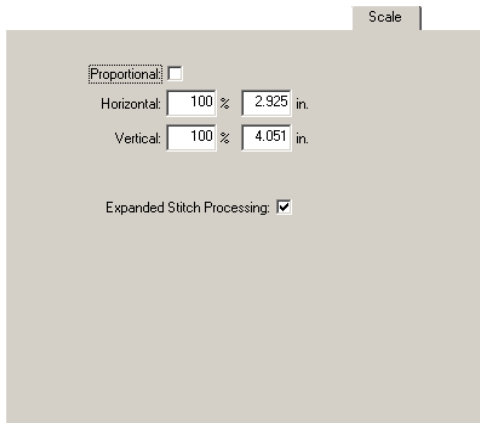 Scale
Proportional:
Horizontal: 100 % 2.925 in.
Vertical: 100 % 4.051 in.
Expanded Stitch Processing: